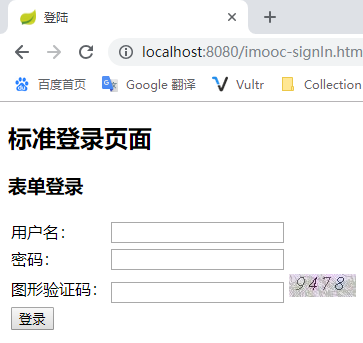 登陆
localhost:8080/imooc-signIn.htm
百度首页 Google 翻译 Vultr Collection
标准登录页面
表单登录
用户名：
密码：
图形验证码： 9478
登录